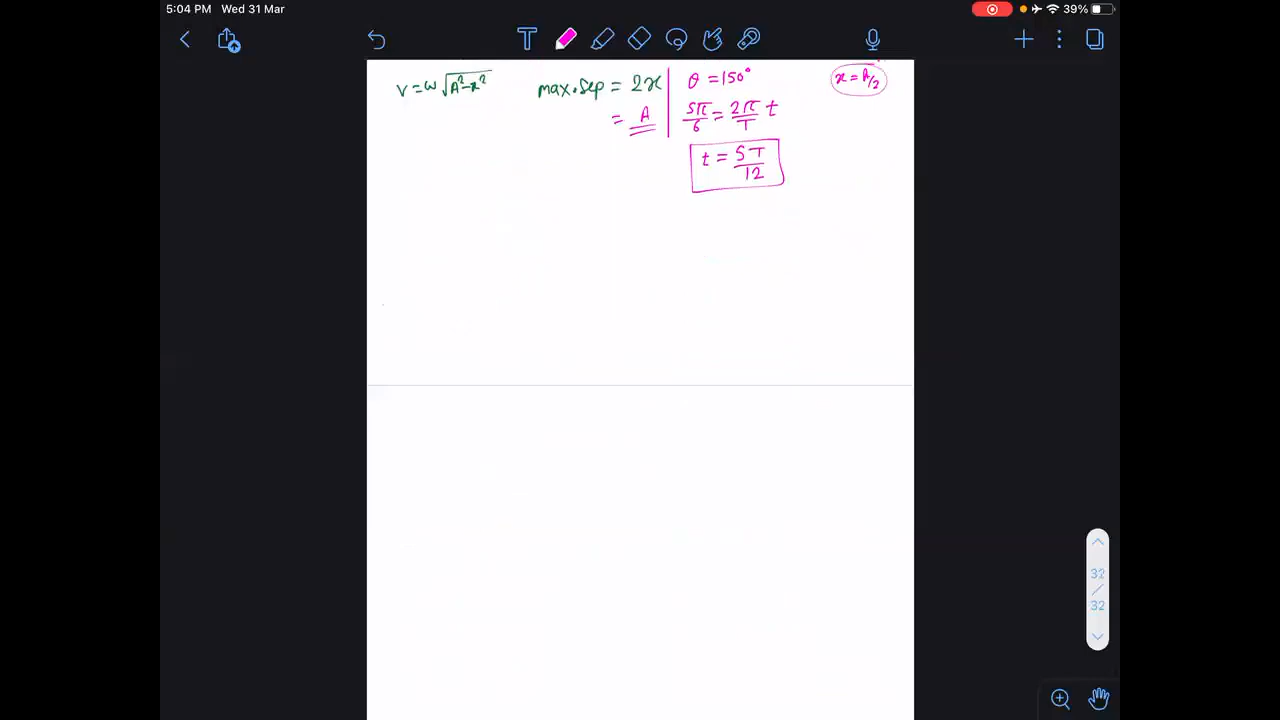 5:04 PM Wed 31 Mar
39%
T
v = ω√A²-x²
max. Sep = 2x
= A
θ = 150°
5π/6 = 2π/T t
t = 5T/12
x = A/2
32
/
32